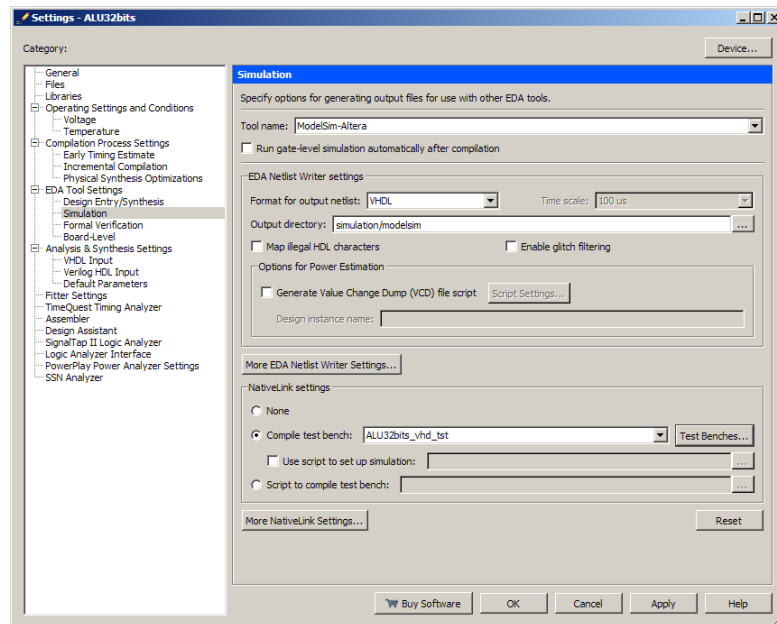 Settings - ALU32bits
Category:
Device...
General
Files
Libraries
Operating Settings and Conditions
Voltage
Temperature
Compilation Process Settings
Early Timing Estimate
Incremental Compilation
Physical Synthesis Optimizations
EDA Tool Settings
Design Entry/Synthesis
Simulation
Formal Verification
Board-Level
Analysis & Synthesis Settings
VHDL Input
Verilog HDL Input
Default Parameters
Fitter Settings
TimeQuest Timing Analyzer
Assembler
Design Assistant
SignalTap II Logic Analyzer
Logic Analyzer Interface
PowerPlay Power Analyzer Settings
SSN Analyzer
Simulation
Specify options for generating output files for use with other EDA tools.
Tool name: ModelSim-Altera
Run gate-level simulation automatically after compilation
EDA Netlist Writer settings
Format for output netlist: VHDL Time scale: 100 us
Output directory: simulation/modelsim ...
Map illegal HDL characters Enable glitch filtering
Options for Power Estimation
Generate Value Change Dump (VCD) file script Script Settings...
Design instance name:
More EDA Netlist Writer Settings...
NativeLink settings
None
Compile test bench: ALU32bits_vhd_tst Test Benches...
Use script to set up simulation: ...
Script to compile test bench: ...
More NativeLink Settings... Reset
Buy Software OK Cancel Apply Help